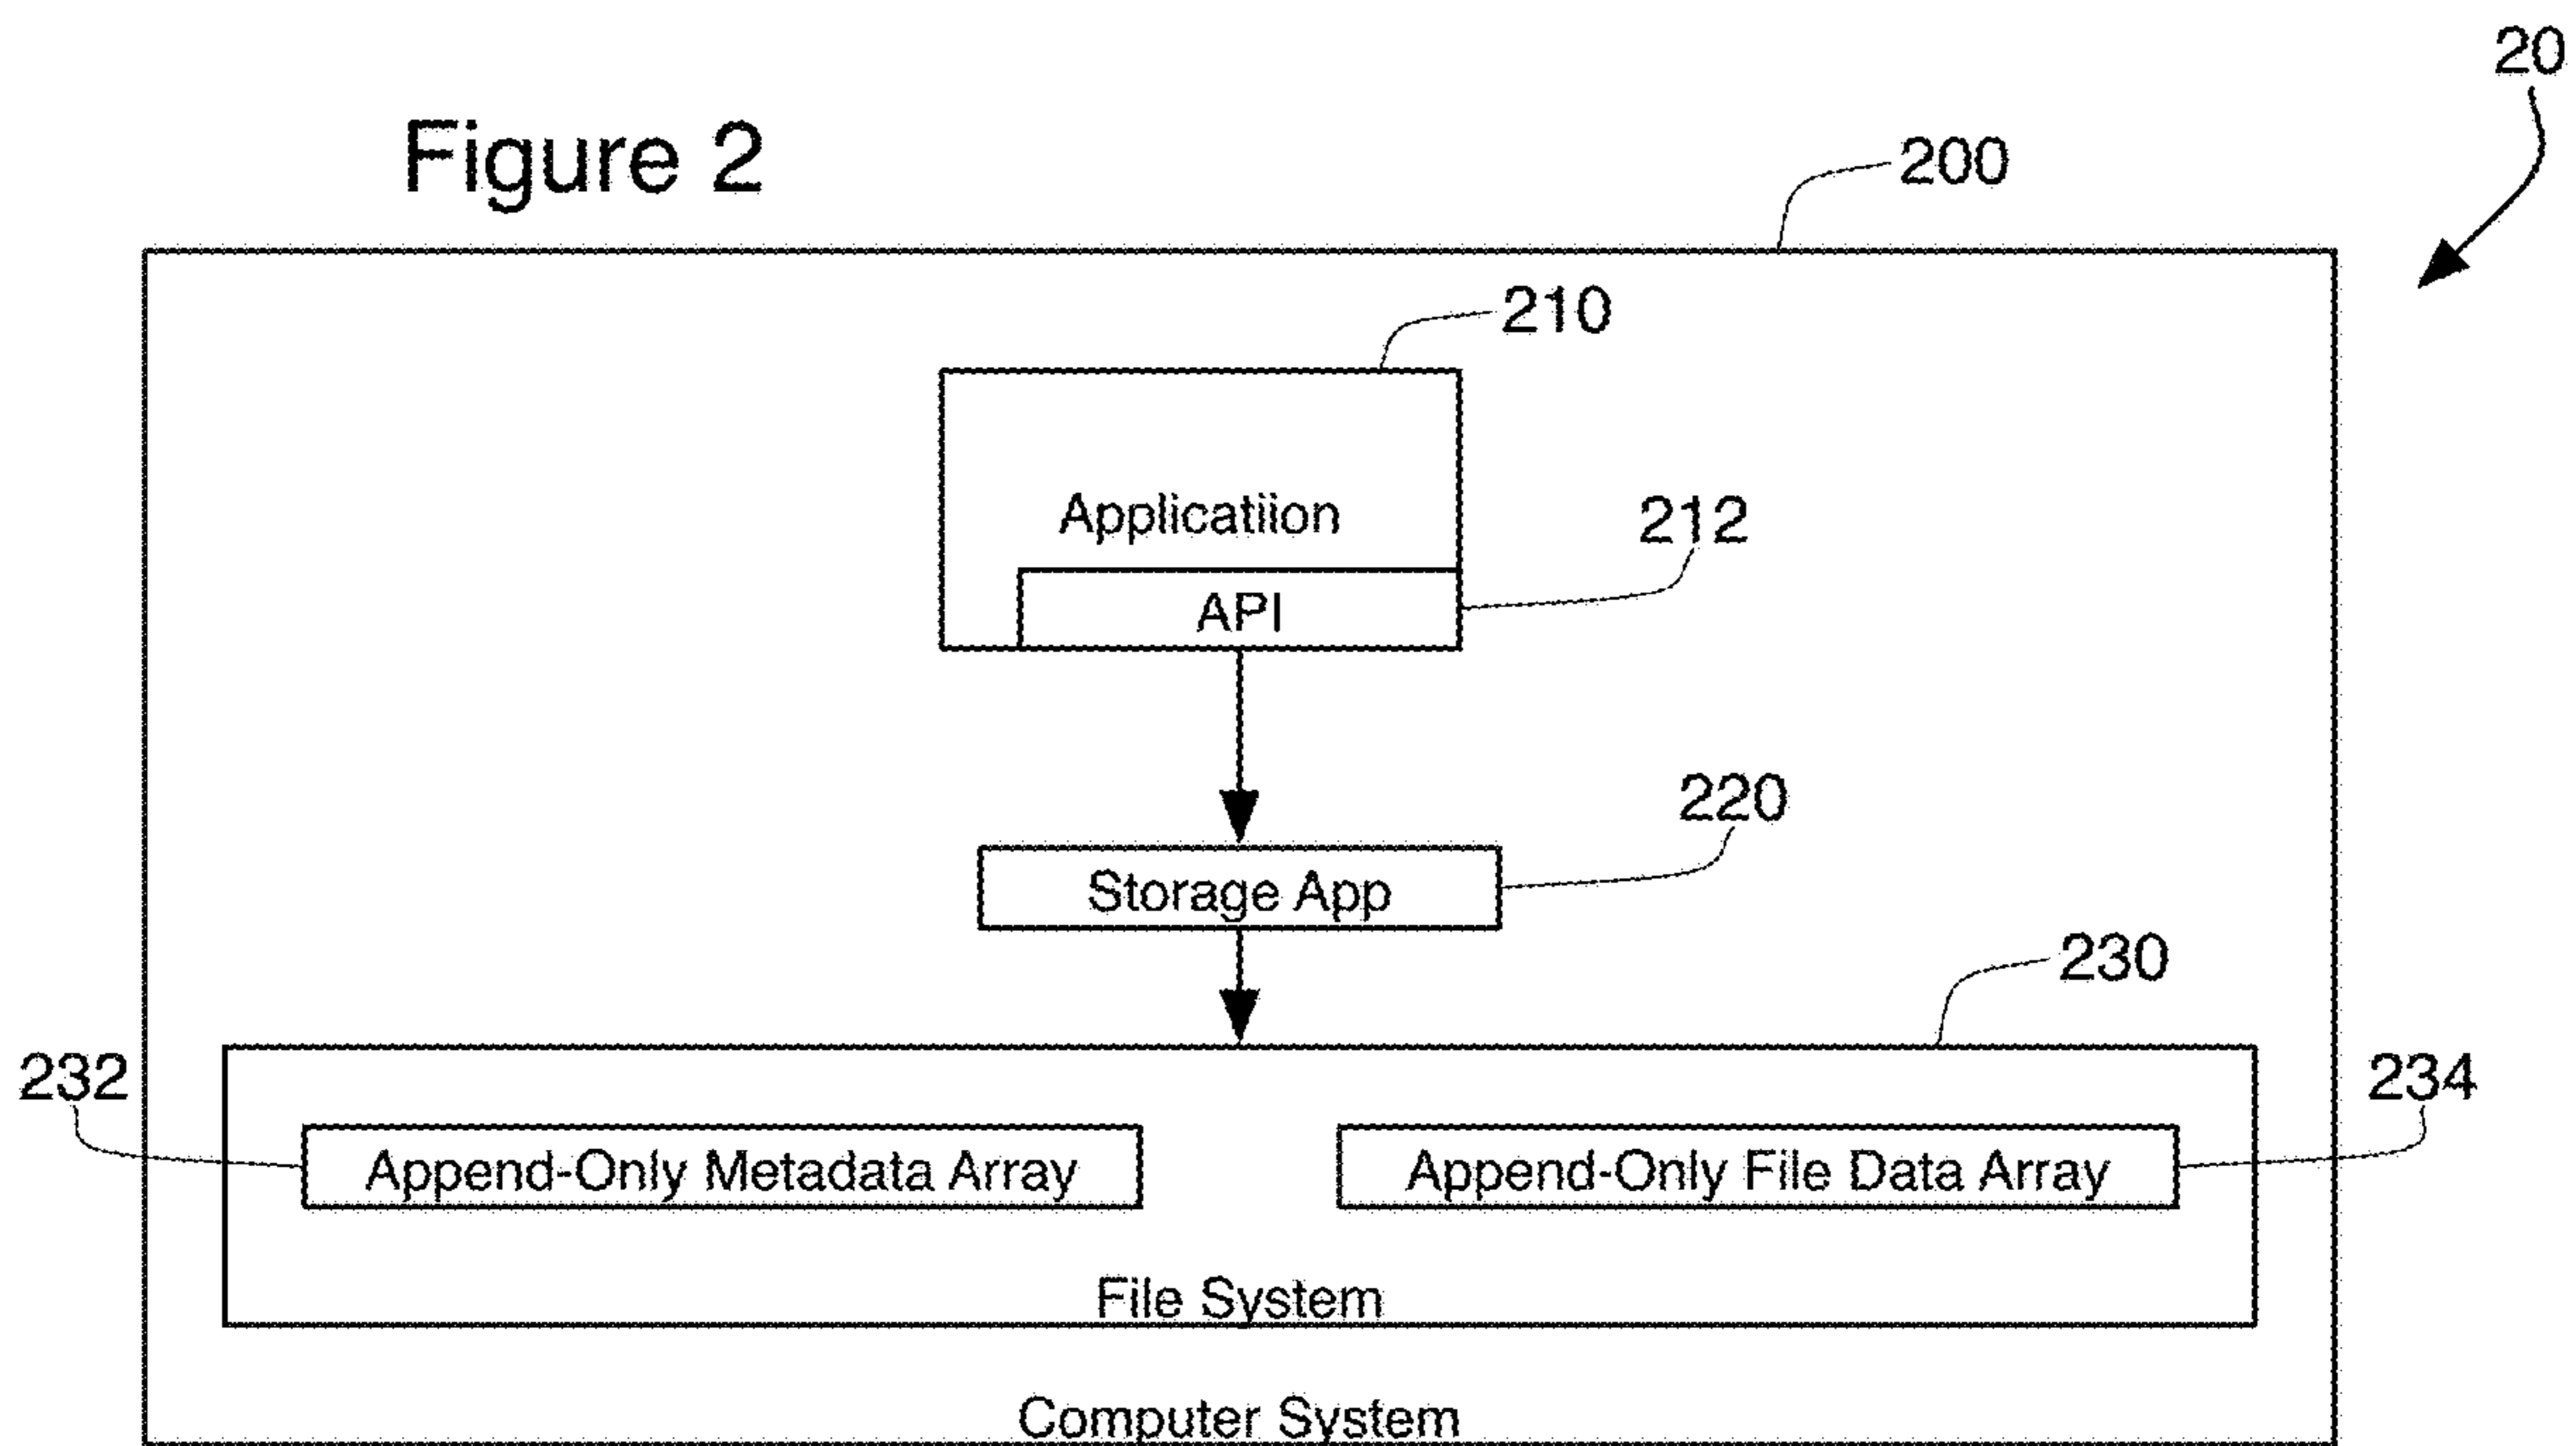 20
Figure 2
200
210
Applicatiion
212
API
220
Storage App
230
232
234
Append-Only Metadata Array
Append-Only File Data Array
File System
Computer System